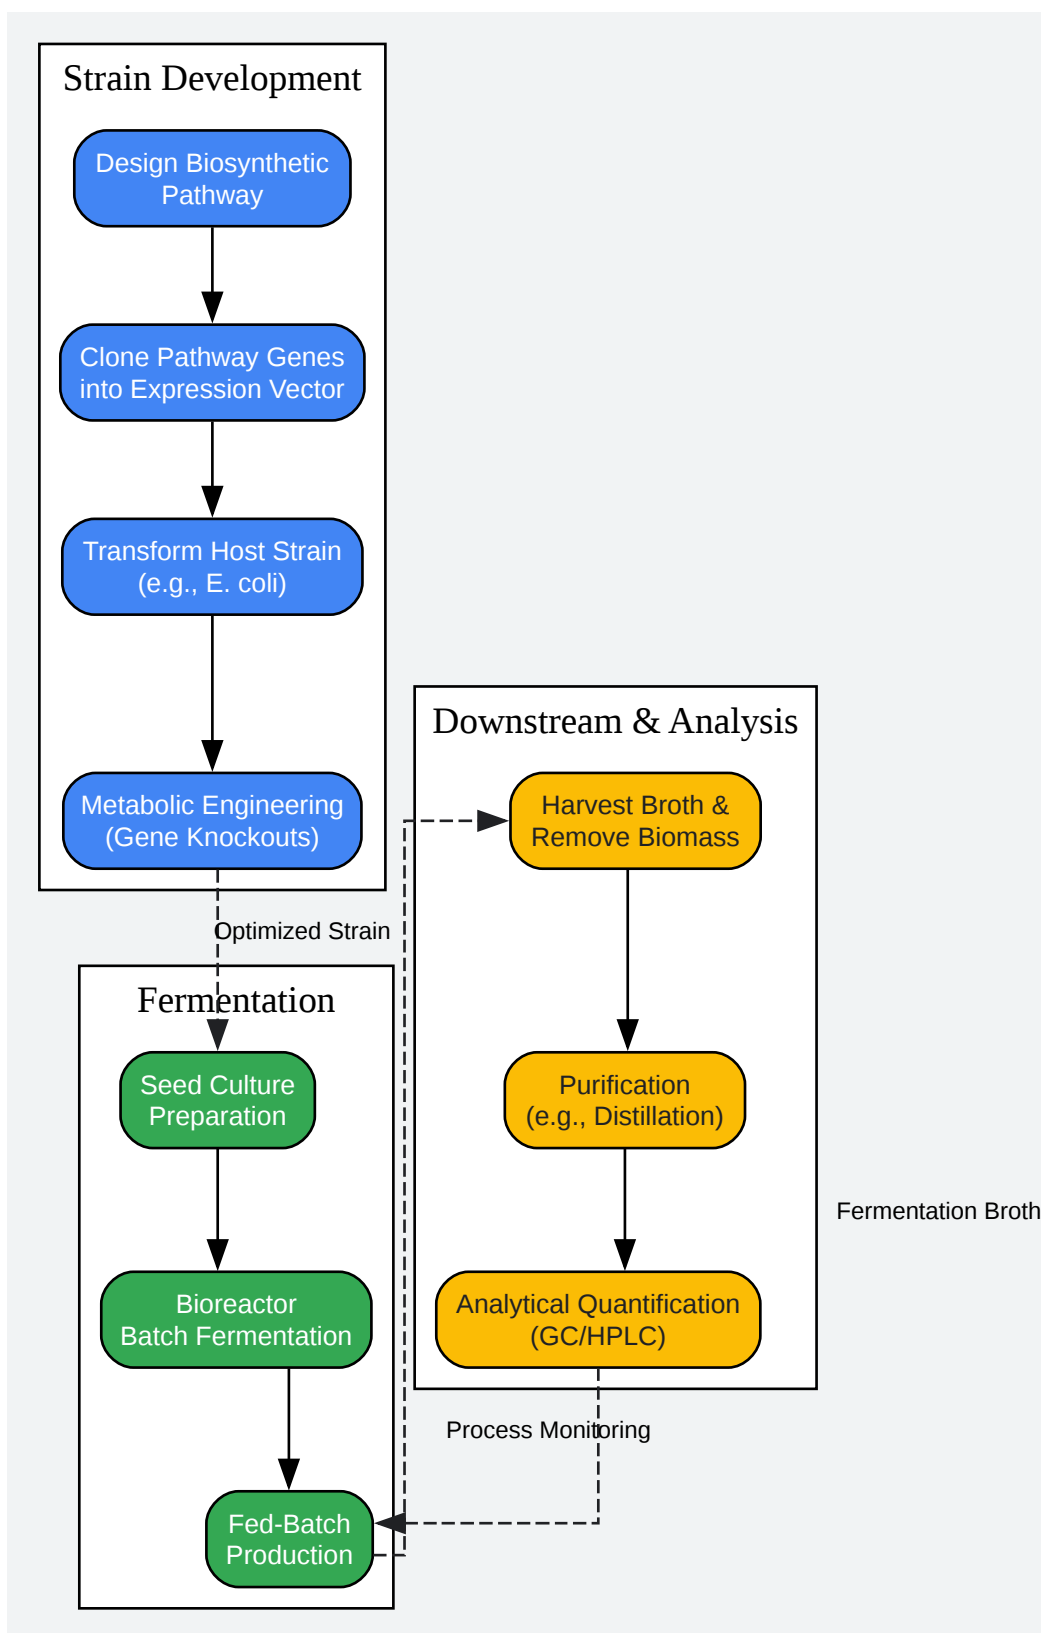 Strain Development
Design Biosynthetic
Pathway
Clone Pathway Genes
into Expression Vector
Transform Host Strain
(e.g., E. coli)
Metabolic Engineering
(Gene Knockouts)
Optimized Strain
Fermentation
Seed Culture
Preparation
Bioreactor
Batch Fermentation
Fed-Batch
Production
Downstream & Analysis
Harvest Broth &
Remove Biomass
Purification
(e.g., Distillation)
Analytical Quantification
(GC/HPLC)
Process Monitoring
Fermentation Broth